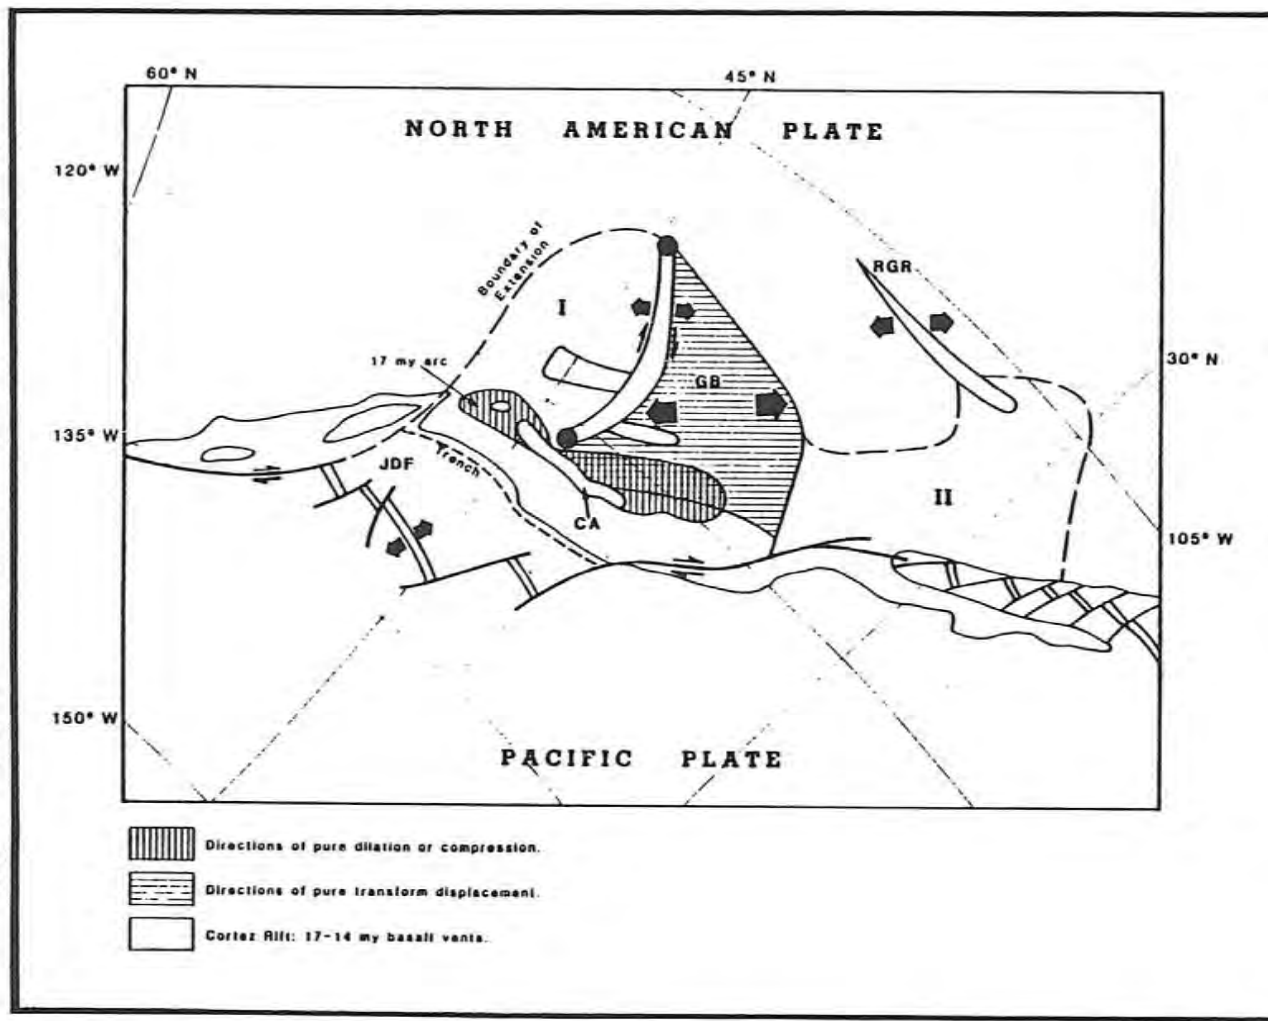 60° N
45° N
NORTH AMERICAN PLATE
120° W
Boundary of
Extension
RGR
I
17 my arc
GB
30° N
135° W
JDF
Trench
CA
II
105° W
150° W
PACIFIC PLATE
Directions of pure dilation or compression.
Directions of pure transform displacement.
Cortez Rift: 17-14 my basalt vents.